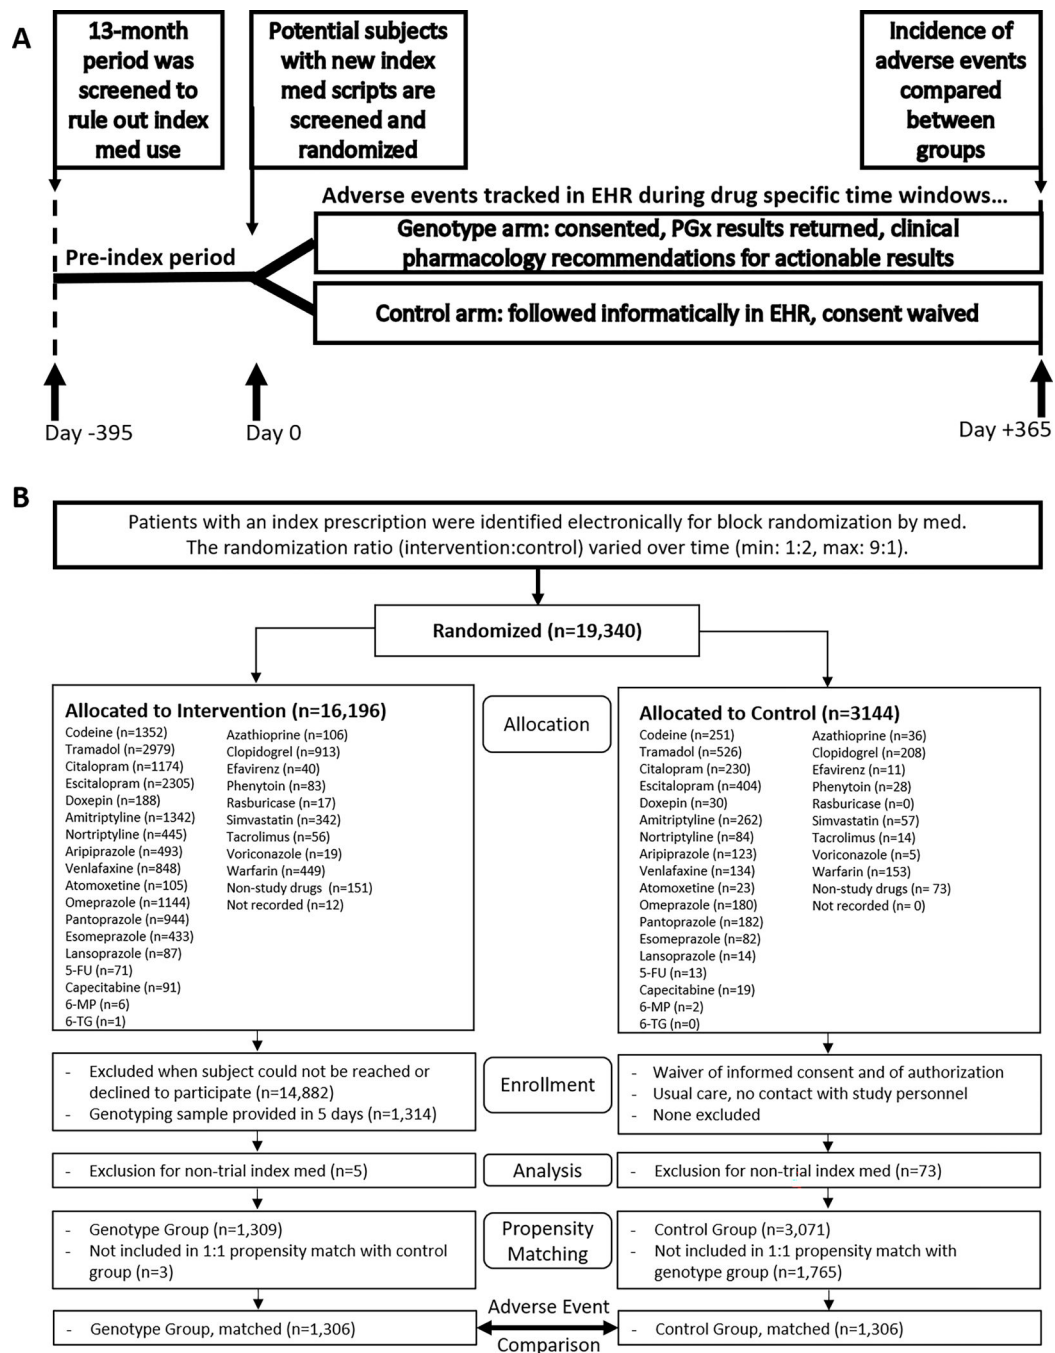 A
13-month
period was
screened to
rule out index
med use
Potential subjects
with new index
med scripts are
screened and
randomized
Incidence of
adverse events
compared
between
groups
Adverse events tracked in EHR during drug specific time windows...
Pre-index period
Genotype arm: consented, PGx results returned, clinical
pharmacology recommendations for actionable results
Control arm: followed informatically in EHR, consent waived
Day -395
Day 0
Day +365
B
Patients with an index prescription were identified electronically for block randomization by med.
The randomization ratio (intervention:control) varied over time (min: 1:2, max: 9:1).
Randomized (n=19,340)
Allocated to Intervention (n=16,196)
Codeine (n=1352)
Tramadol (n=2979)
Citalopram (n=1174)
Escitalopram (n=2305)
Doxepin (n=188)
Amitriptyline (n=1342)
Nortriptyline (n=445)
Aripiprazole (n=493)
Venlafaxine (n=848)
Atomoxetine (n=105)
Omeprazole (n=1144)
Pantoprazole (n=944)
Esomeprazole (n=433)
Lansoprazole (n=87)
5-FU (n=71)
Capecitabine (n=91)
6-MP (n=6)
6-TG (n=1)
Azathioprine (n=106)
Clopidogrel (n=913)
Efavirenz (n=40)
Phenytoin (n=83)
Rasburicase (n=17)
Simvastatin (n=342)
Tacrolimus (n=56)
Voriconazole (n=19)
Warfarin (n=449)
Non-study drugs (n=151)
Not recorded (n=12)
Allocation
Allocated to Control (n=3144)
Codeine (n=251)
Tramadol (n=526)
Citalopram (n=230)
Escitalopram (n=404)
Doxepin (n=30)
Amitriptyline (n=262)
Nortriptyline (n=84)
Aripiprazole (n=123)
Venlafaxine (n=134)
Atomoxetine (n=23)
Omeprazole (n=180)
Pantoprazole (n=182)
Esomeprazole (n=82)
Lansoprazole (n=14)
5-FU (n=13)
Capecitabine (n=19)
6-MP (n=2)
6-TG (n=0)
Azathioprine (n=36)
Clopidogrel (n=208)
Efavirenz (n=11)
Phenytoin (n=28)
Rasburicase (n=0)
Simvastatin (n=57)
Tacrolimus (n=14)
Voriconazole (n=5)
Warfarin (n=153)
Non-study drugs (n= 73)
Not recorded (n= 0)
- Excluded when subject could not be reached or
declined to participate (n=14,882)
- Genotyping sample provided in 5 days (n=1,314)
Enrollment
- Waiver of informed consent and of authorization
- Usual care, no contact with study personnel
- None excluded
- Exclusion for non-trial index med (n=5)
Analysis
- Exclusion for non-trial index med (n=73)
- Genotype Group (n=1,309)
- Not included in 1:1 propensity match with control
group (n=3)
Propensity
Matching
- Control Group (n=3,071)
- Not included in 1:1 propensity match with
genotype group (n=1,765)
- Genotype Group, matched (n=1,306)
Adverse Event
Comparison
- Control Group, matched (n=1,306)